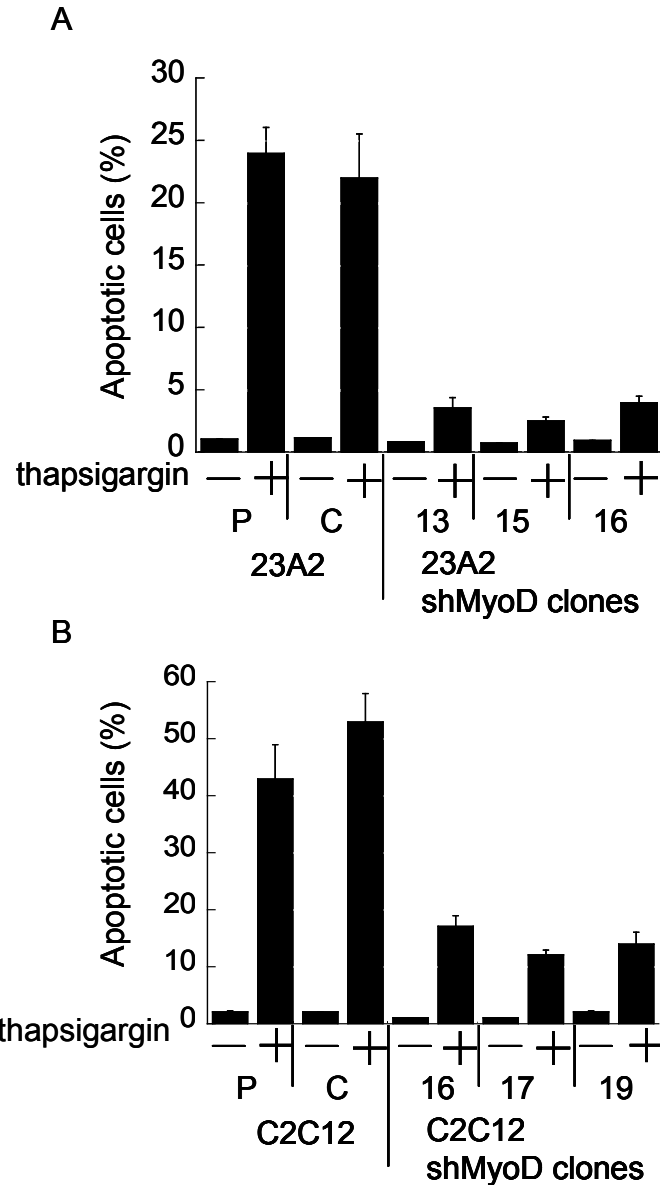 A
Apoptotic cells (%)
30
25
20
15
10
5
0
thapsigargin — + — + — + — + — +
P C 13 15 16
23A2 23A2
shMyoD clones
B
Apoptotic cells (%)
60
50
40
30
20
10
0
thapsigargin — + — + — + — + — +
P C 16 17 19
C2C12 C2C12
shMyoD clones